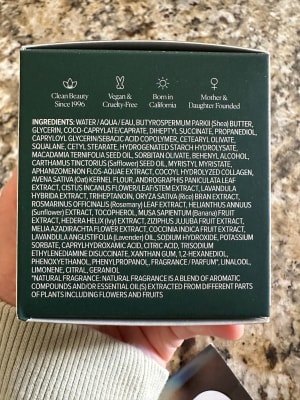 Clean Beauty
Since 1996
Vegan &
Cruelty-Free
Born in
California
Mother &
Daughter Founded
INGREDIENTS: WATER / AQUA / EAU, BUTYROSPERMUM PARKII (Shea) BUTTER,
GLYCERIN, COCO-CAPRYLATE/CAPRATE, DIHEPTYL SUCCINATE, PROPANEDIOL,
CAPRYLOYL GLYCERIN/SEBACIC ACID COPOLYMER, CETEARYL OLIVATE,
SQUALANE, CETYL STEARATE, HYDROGENATED STARCH HYDROLYSATE,
MACADAMIA TERNIFOLIA SEED OIL, SORBITAN OLIVATE, BEHENYL ALCOHOL,
CARTHAMUS TINCTORIUS (Safflower) SEED OIL, MYRISTYL MYRISTATE,
APHANIZOMENON FLOS-AQUAE EXTRACT, COCOYL HYDROLYZED COLLAGEN,
AVENA SATIVA (Oat) KERNEL FLOUR, ANDROGRAPHIS PANICULATA LEAF
EXTRACT, CISTUS INCANUS FLOWER/LEAF/STEM EXTRACT, LAVANDULA
HYBRIDA EXTRACT, TRIHEPTANOIN, ORYZA SATIVA (Rice) BRAN EXTRACT,
ROSMARINUS OFFICINALIS (Rosemary) LEAF EXTRACT, HELIANTHUS ANNUUS
(Sunflower) EXTRACT, TOCOPHEROL, MUSA SAPIENTUM (Banana) FRUIT
EXTRACT, HEDERA HELIX (Ivy) EXTRACT, ZIZIPHUS JUJUBA FRUIT EXTRACT,
MELIA AZADIRACHTA FLOWER EXTRACT, COCCINIA INDICA FRUIT EXTRACT,
LAVANDULA ANGUSTIFOLIA (Lavender) OIL, SODIUM HYDROXIDE, POTASSIUM
SORBATE, CAPRYLHYDROXAMIC ACID, CITRIC ACID, TRISODIUM
ETHYLENEDIAMINE DISUCCINATE, XANTHAN GUM, 1,2-HEXANEDIOL,
PHENOXYETHANOL, PHENYLPROPANOL, FRAGRANCE / PARFUM*, LINALOOL,
LIMONENE, CITRAL, GERANIOL
*NATURAL FRAGRANCE: NATURAL FRAGRANCE IS A BLEND OF AROMATIC
COMPOUNDS AND/OR ESSENTIAL OIL(S) EXTRACTED FROM DIFFERENT PARTS
OF PLANTS INCLUDING FLOWERS AND FRUITS